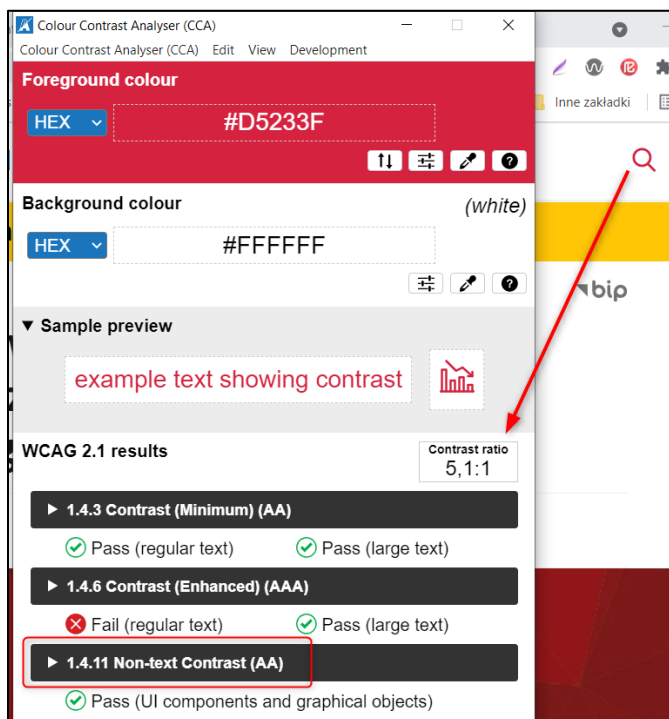 Colour Contrast Analyser (CCA)
Colour Contrast Analyser (CCA) Edit View Development
Foreground colour
HEX #D5233F
Inne zakładki
Background colour (white)
HEX #FFFFFF
bip
▼ Sample preview
example text showing contrast
WCAG 2.1 results
Contrast ratio
5,1:1
▶ 1.4.3 Contrast (Minimum) (AA)
Pass (regular text) Pass (large text)
▶ 1.4.6 Contrast (Enhanced) (AAA)
Fail (regular text) Pass (large text)
▶ 1.4.11 Non-text Contrast (AA)
Pass (UI components and graphical objects)